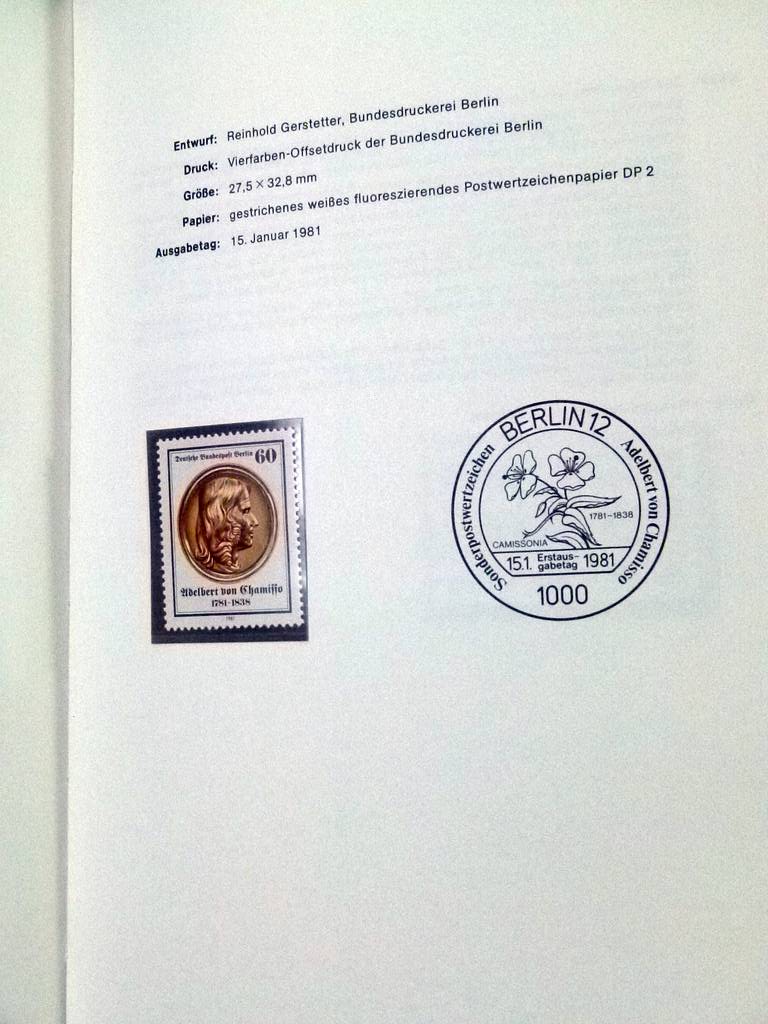 Entwurf: Reinhold Gerstetter, Bundesdruckerei Berlin
Druck: Vierfarben-Offsetdruck der Bundesdruckerei Berlin
Größe: 27,5 × 32,8 mm
Papier: gestrichenes weißes fluoreszierendes Postwertzeichenpapier DP 2
Ausgabetag: 15. Januar 1981
Deutsche Bundespost Berlin 60
Adelbert von Chamisso
1781–1838
BERLIN 12
Sonderpostwertzeichen
Adelbert von Chamisso
1781–1838
CAMISSONIA
15.1. Erstaus-
gabetag 1981
1000